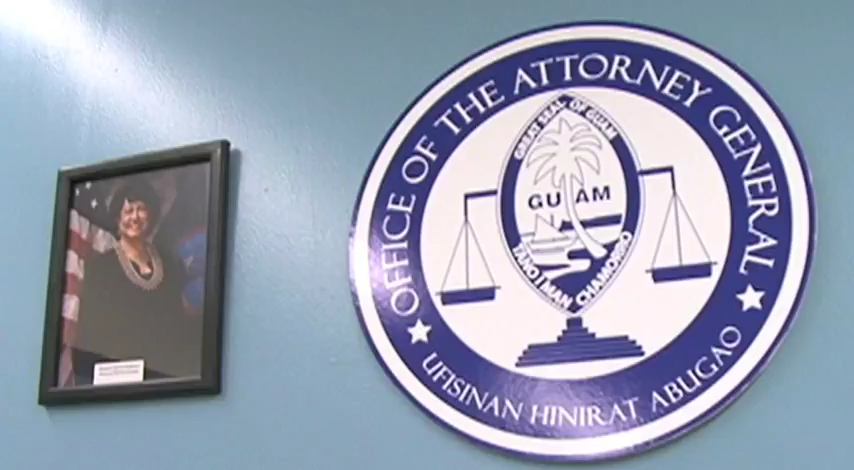 OFFICE OF THE ATTORNEY GENERAL
GREAT SEAL OF GUAM
GUAM
TANO I MAN CHAMORRO
UFISINAN HINIRAT ABUGAO